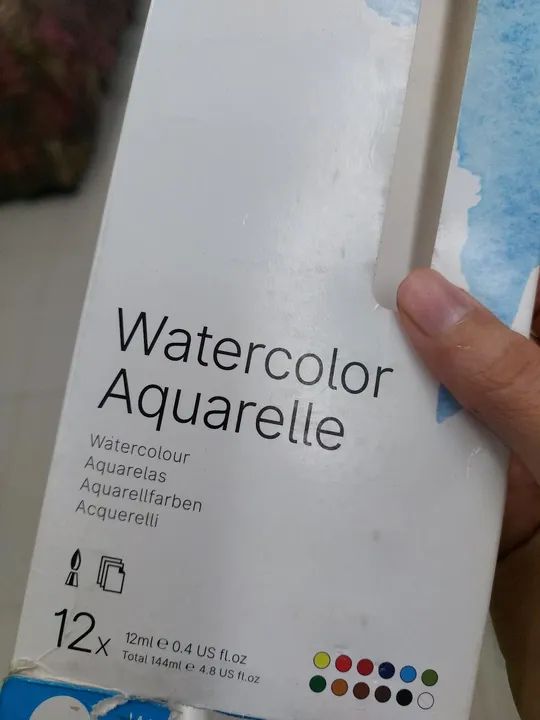 Watercolor
Aquarelle
Watercolour
Aquarelas
Aquarellfarben
Acquerelli
12x
12ml ℮ 0.4 US fl.oz
Total 144ml ℮ 4.8 US fl.oz